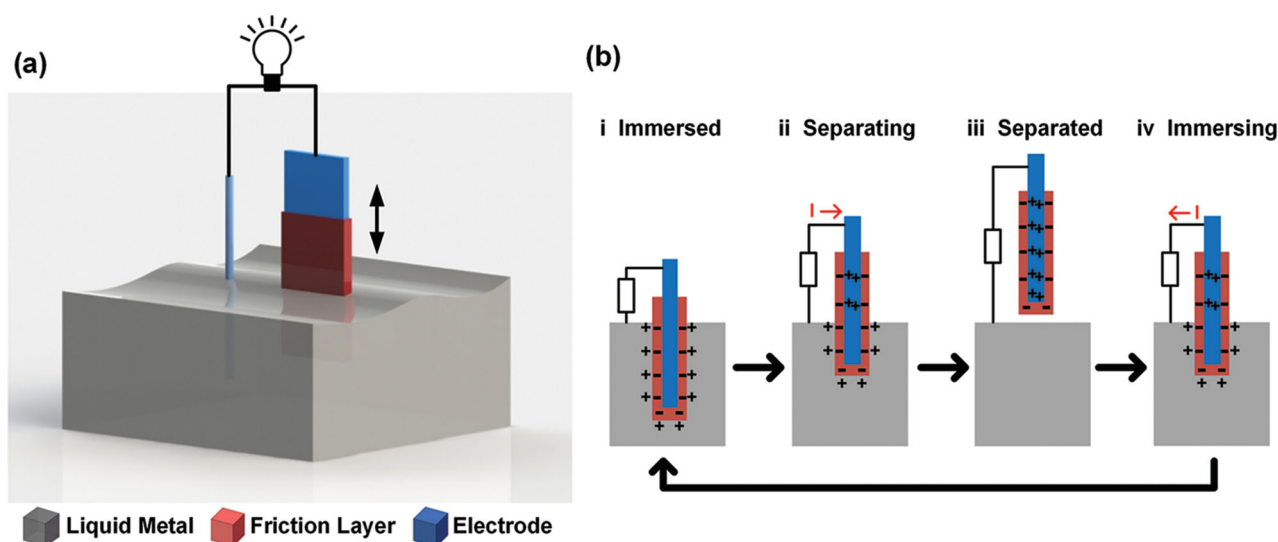 (a)
Liquid Metal
Friction Layer
Electrode
(b)
i Immersed
ii Separating
iii Separated
iv Immersing
I
I